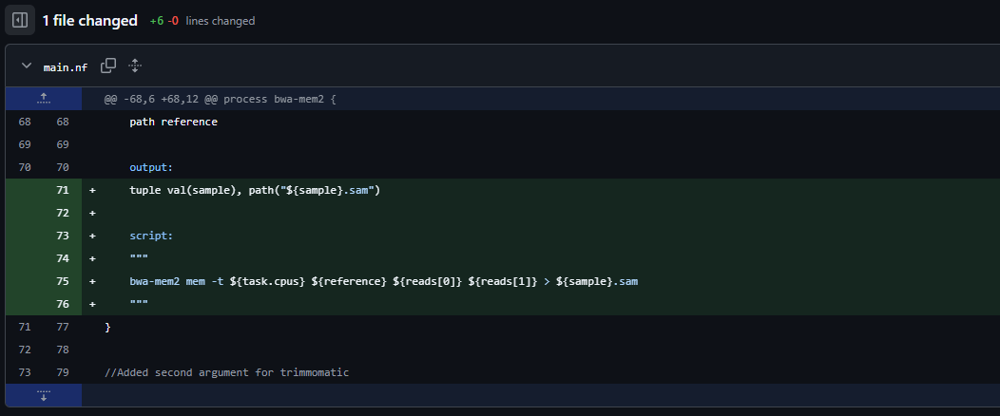 1 file changed +6 -0 lines changed
main.nf
@@ -68,6 +68,12 @@ process bwa-mem2 {
68 68 path reference
69 69
70 70 output:
71 + tuple val(sample), path("${sample}.sam")
72 +
73 + script:
74 + """
75 + bwa-mem2 mem -t ${task.cpus} ${reference} ${reads[0]} ${reads[1]} > ${sample}.sam
76 + """
71 77 }
72 78
73 79 //Added second argument for trimmomatic